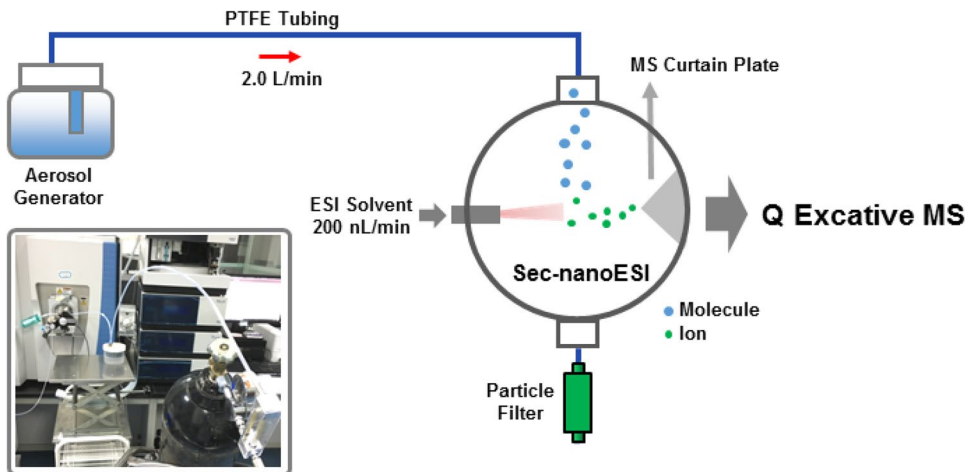 PTFE Tubing
2.0 L/min
MS Curtain Plate
Aerosol
Generator
ESI Solvent
200 nL/min
Q Excative MS
Sec-nanoESI
Molecule
Ion
Particle
Filter